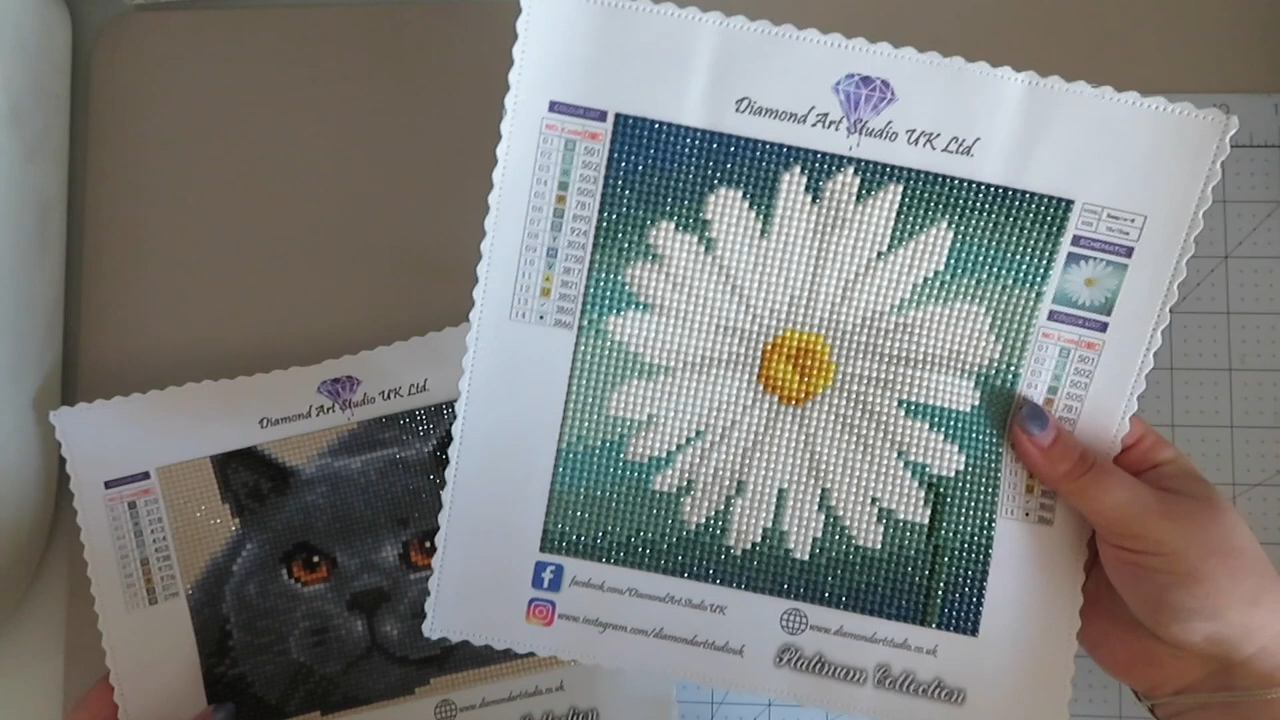 Diamond Art Studio UK Ltd.
COLOUR LIST
NO. Code DMC
01 501
02 502
03 503
04 505
05 781
06 890
07 924
08 3024
09 3750
10 3817
11 3821
12 3852
13 3865
14 3866
SCHEMATIC
COLOUR LIST
NO. Code DMC
01 501
02 502
03 503
04 505
781
890
facebook.com/DiamondArtStudioUK
www.instagram.com/diamondartstudiouk
www.diamondartstudio.co.uk
Platinum Collection
Diamond Art Studio UK Ltd.
www.diamondartstudio.co.uk
Collection